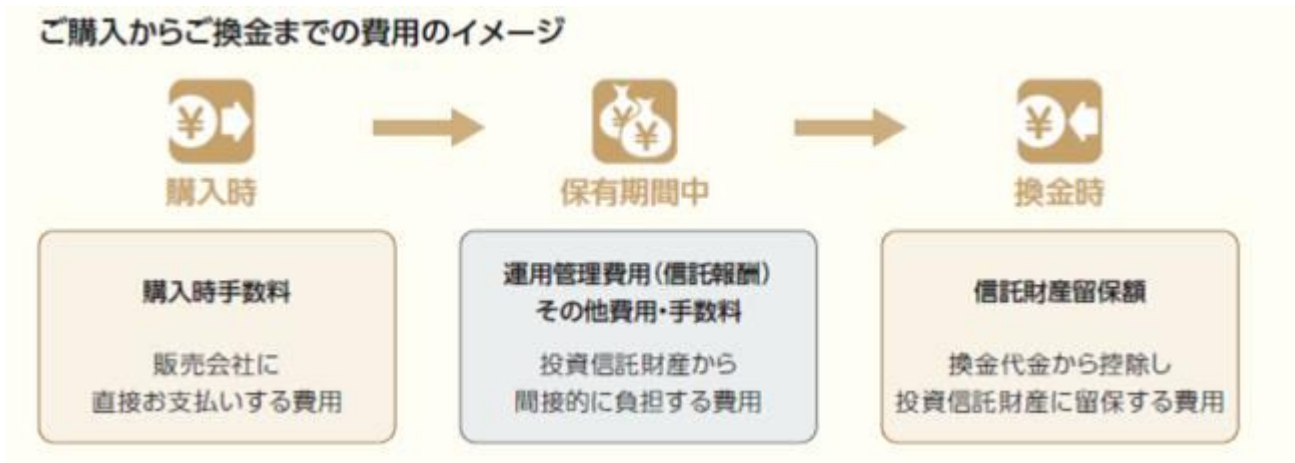 ご購入からご換金までの費用のイメージ
¥
¥
¥
¥
購入時
保有期間中
換金時
購入時手数料
販売会社に
直接お支払いする費用
運用管理費用(信託報酬)
その他費用・手数料
投資信託財産から
間接的に負担する費用
信託財産留保額
換金代金から控除し
投資信託財産に留保する費用